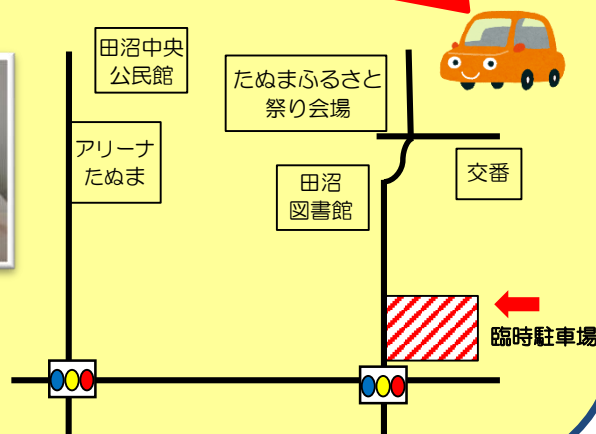 田沼中央
公民館
たぬまふるさと
祭り会場
アリーナ
たぬま
田沼
図書館
交番
臨時駐車場